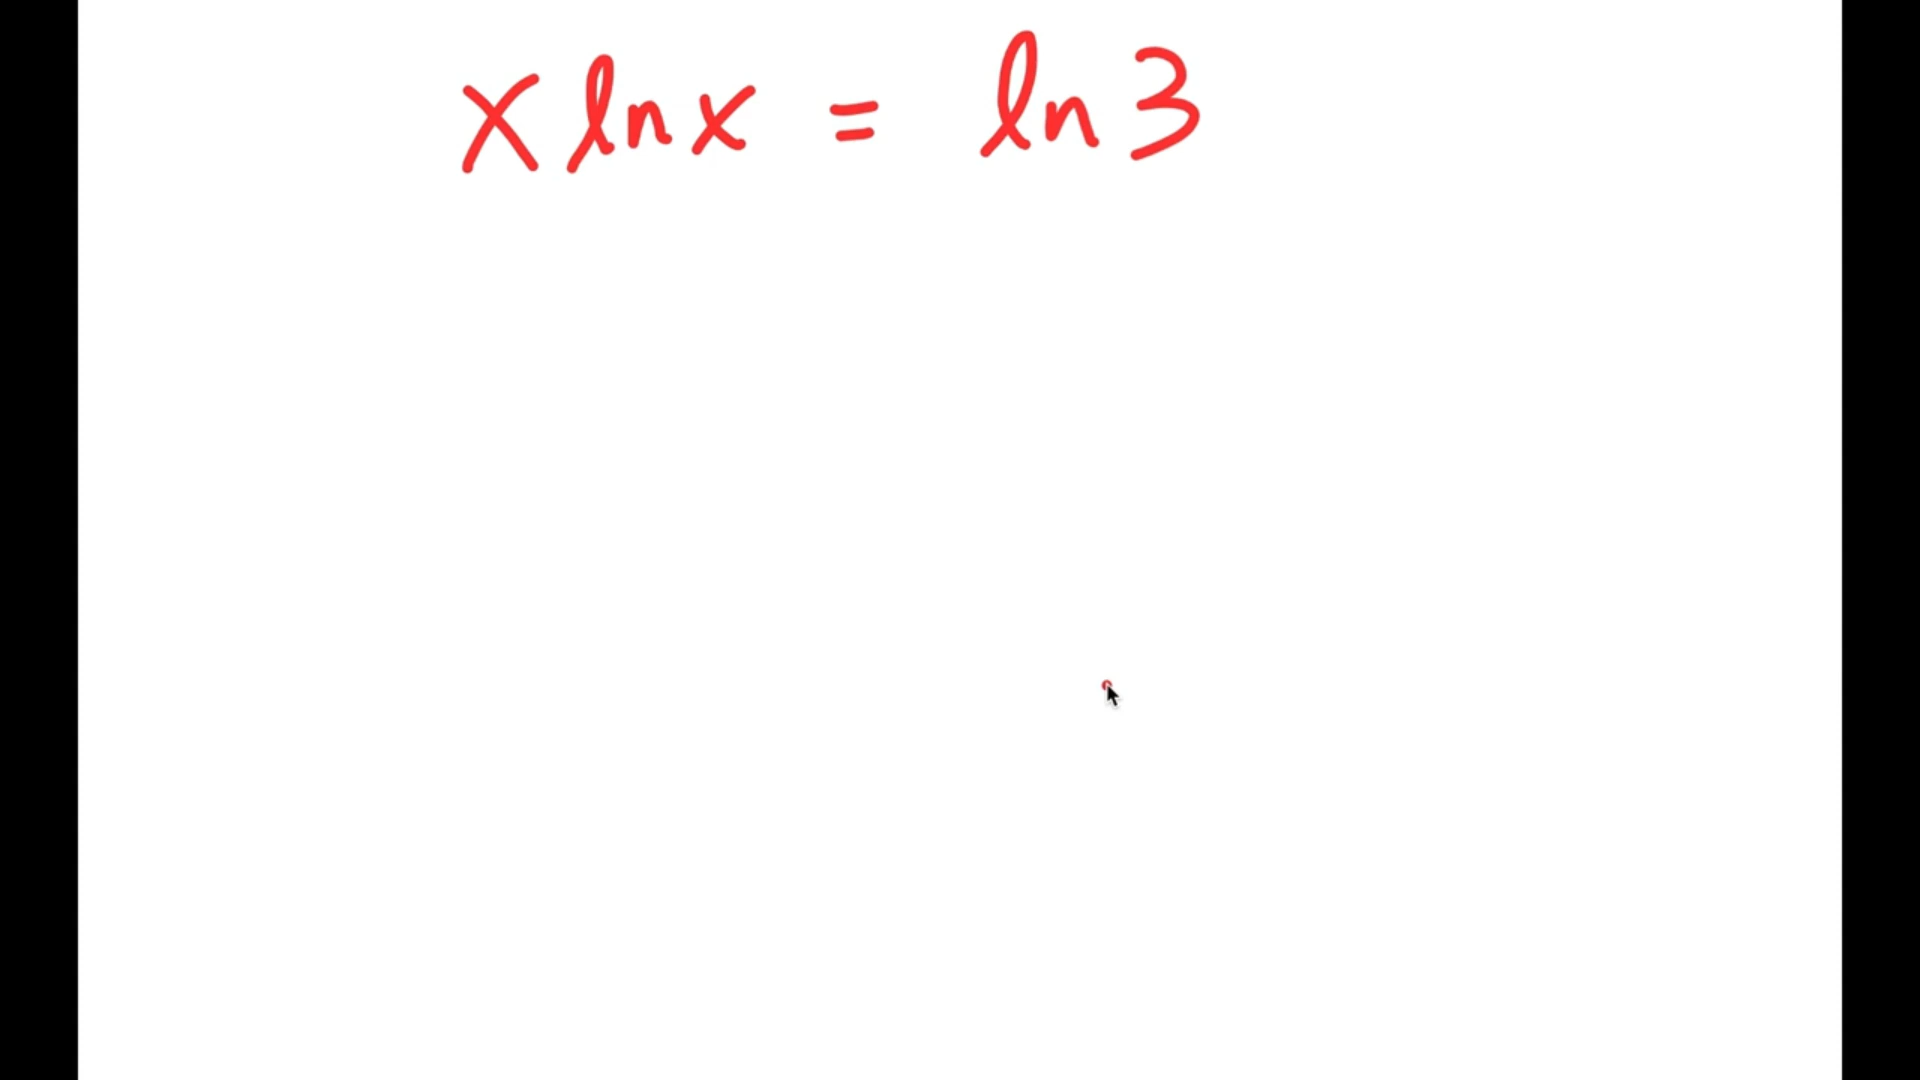 x ln x = ln 3